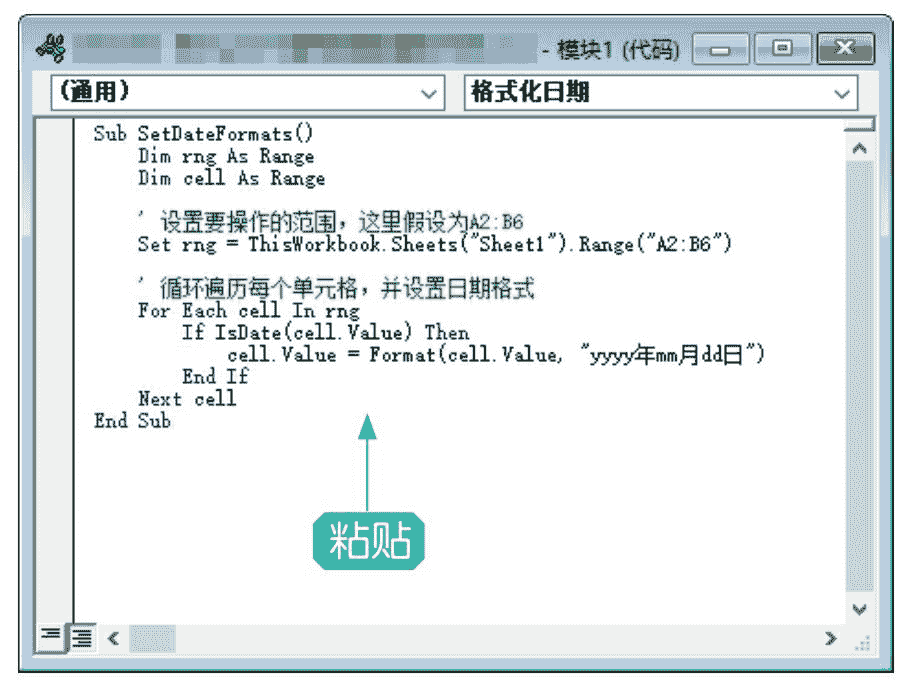 - 模块1 (代码)
(通用)
格式化日期
Sub SetDateFormats()
Dim rng As Range
Dim cell As Range
' 设置要操作的范围，这里假设为A2:B6
Set rng = ThisWorkbook.Sheets("Sheet1").Range("A2:B6")
' 循环遍历每个单元格，并设置日期格式
For Each cell In rng
If IsDate(cell.Value) Then
cell.Value = Format(cell.Value, "yyyy年mm月dd日")
End If
Next cell
End Sub
粘贴